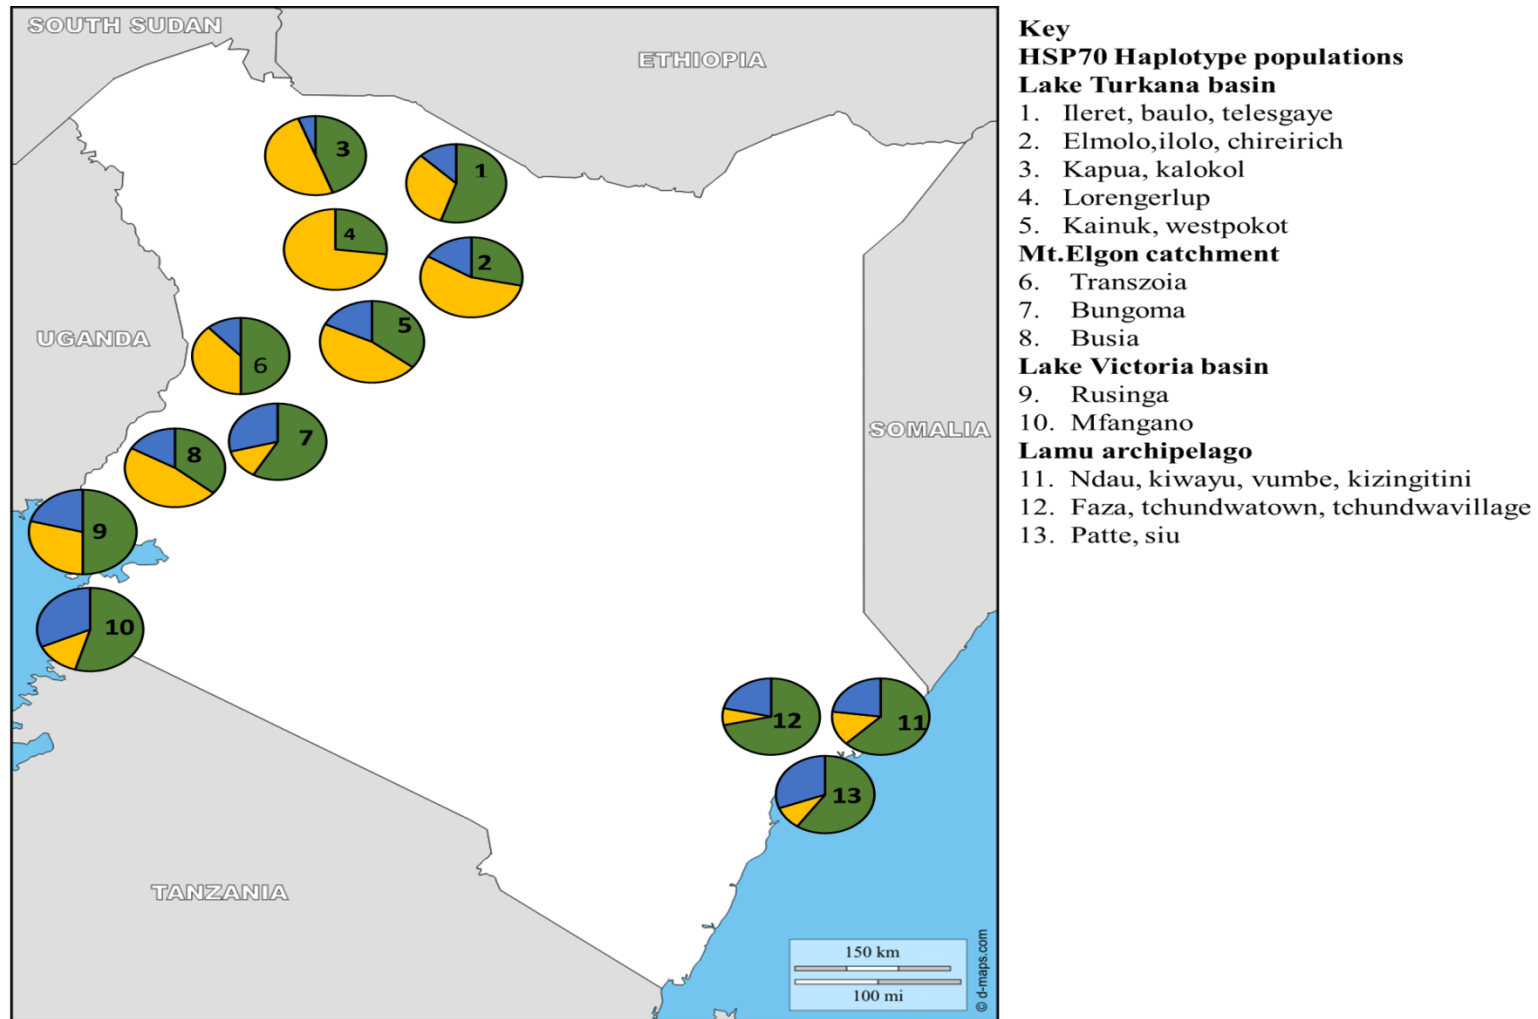 SOUTH SUDAN
ETHIOPIA
UGANDA
SOMALIA
TANZANIA
3
1
4
2
5
6
7
8
9
10
12
11
13
150 km
100 mi
© d-maps.com
Key
HSP70 Haplotype populations
Lake Turkana basin
1. Ileret, baulo, telesgaye
2. Elmolo,ilolo, chireirich
3. Kapua, kalokol
4. Lorengerlup
5. Kainuk, westpokot
Mt.Elgon catchment
6. Transzoia
7. Bungoma
8. Busia
Lake Victoria basin
9. Rusinga
10. Mfangano
Lamu archipelago
11. Ndau, kiwayu, vumbe, kizingitini
12. Faza, tchundwatown, tchundwavillage
13. Patte, siu